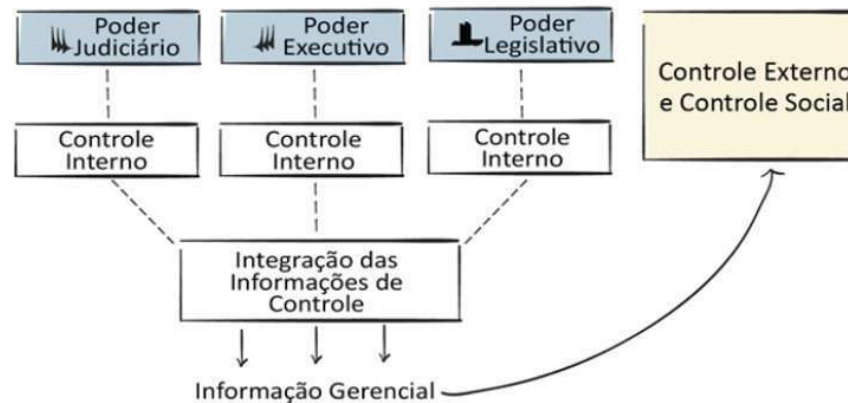 Poder
Judiciário
Poder
Executivo
Poder
Legislativo
Controle Externo
e Controle Social
Controle
Interno
Controle
Interno
Controle
Interno
Integração das
Informações de
Controle
Informação Gerencial